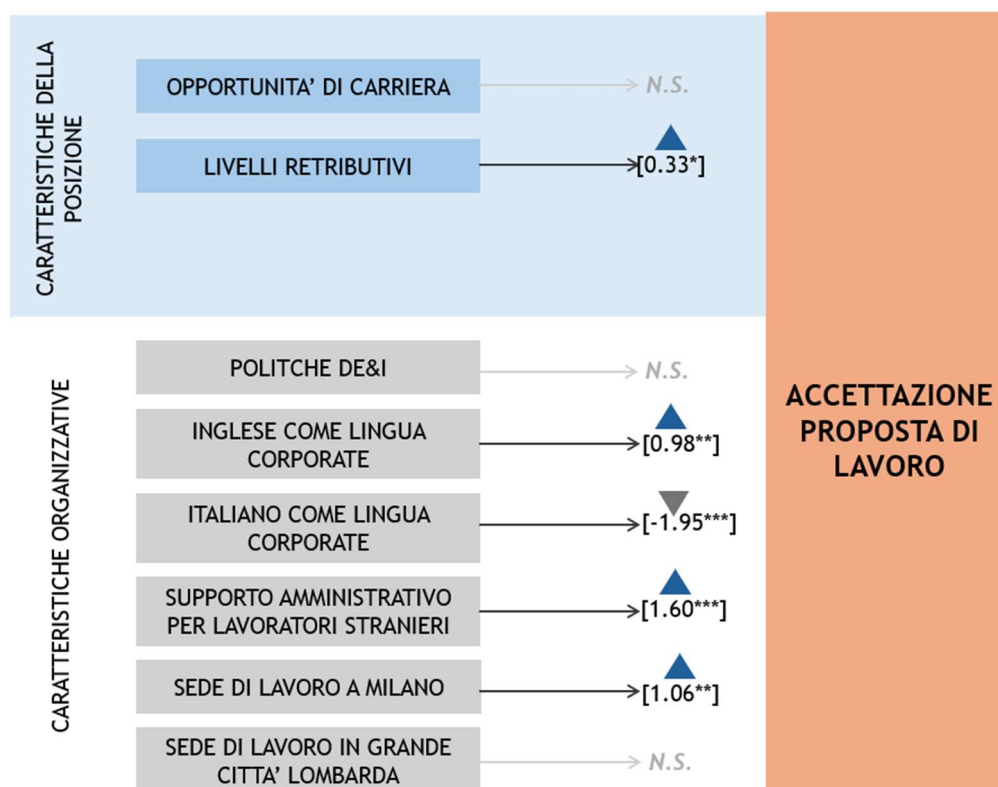 CARATTERISTICHE DELLA
POSIZIONE
OPPORTUNITA’ DI CARRIERA
N.S.
LIVELLI RETRIBUTIVI
[0.33*]
CARATTERISTICHE ORGANIZZATIVE
POLITCHE DE&I
N.S.
INGLESE COME LINGUA
CORPORATE
[0.98**]
ITALIANO COME LINGUA
CORPORATE
[-1.95***]
SUPPORTO AMMINISTRATIVO
PER LAVORATORI STRANIERI
[1.60***]
SEDE DI LAVORO A MILANO
[1.06**]
SEDE DI LAVORO IN GRANDE
CITTA’ LOMBARDA
N.S.
ACCETTAZIONE
PROPOSTA DI
LAVORO